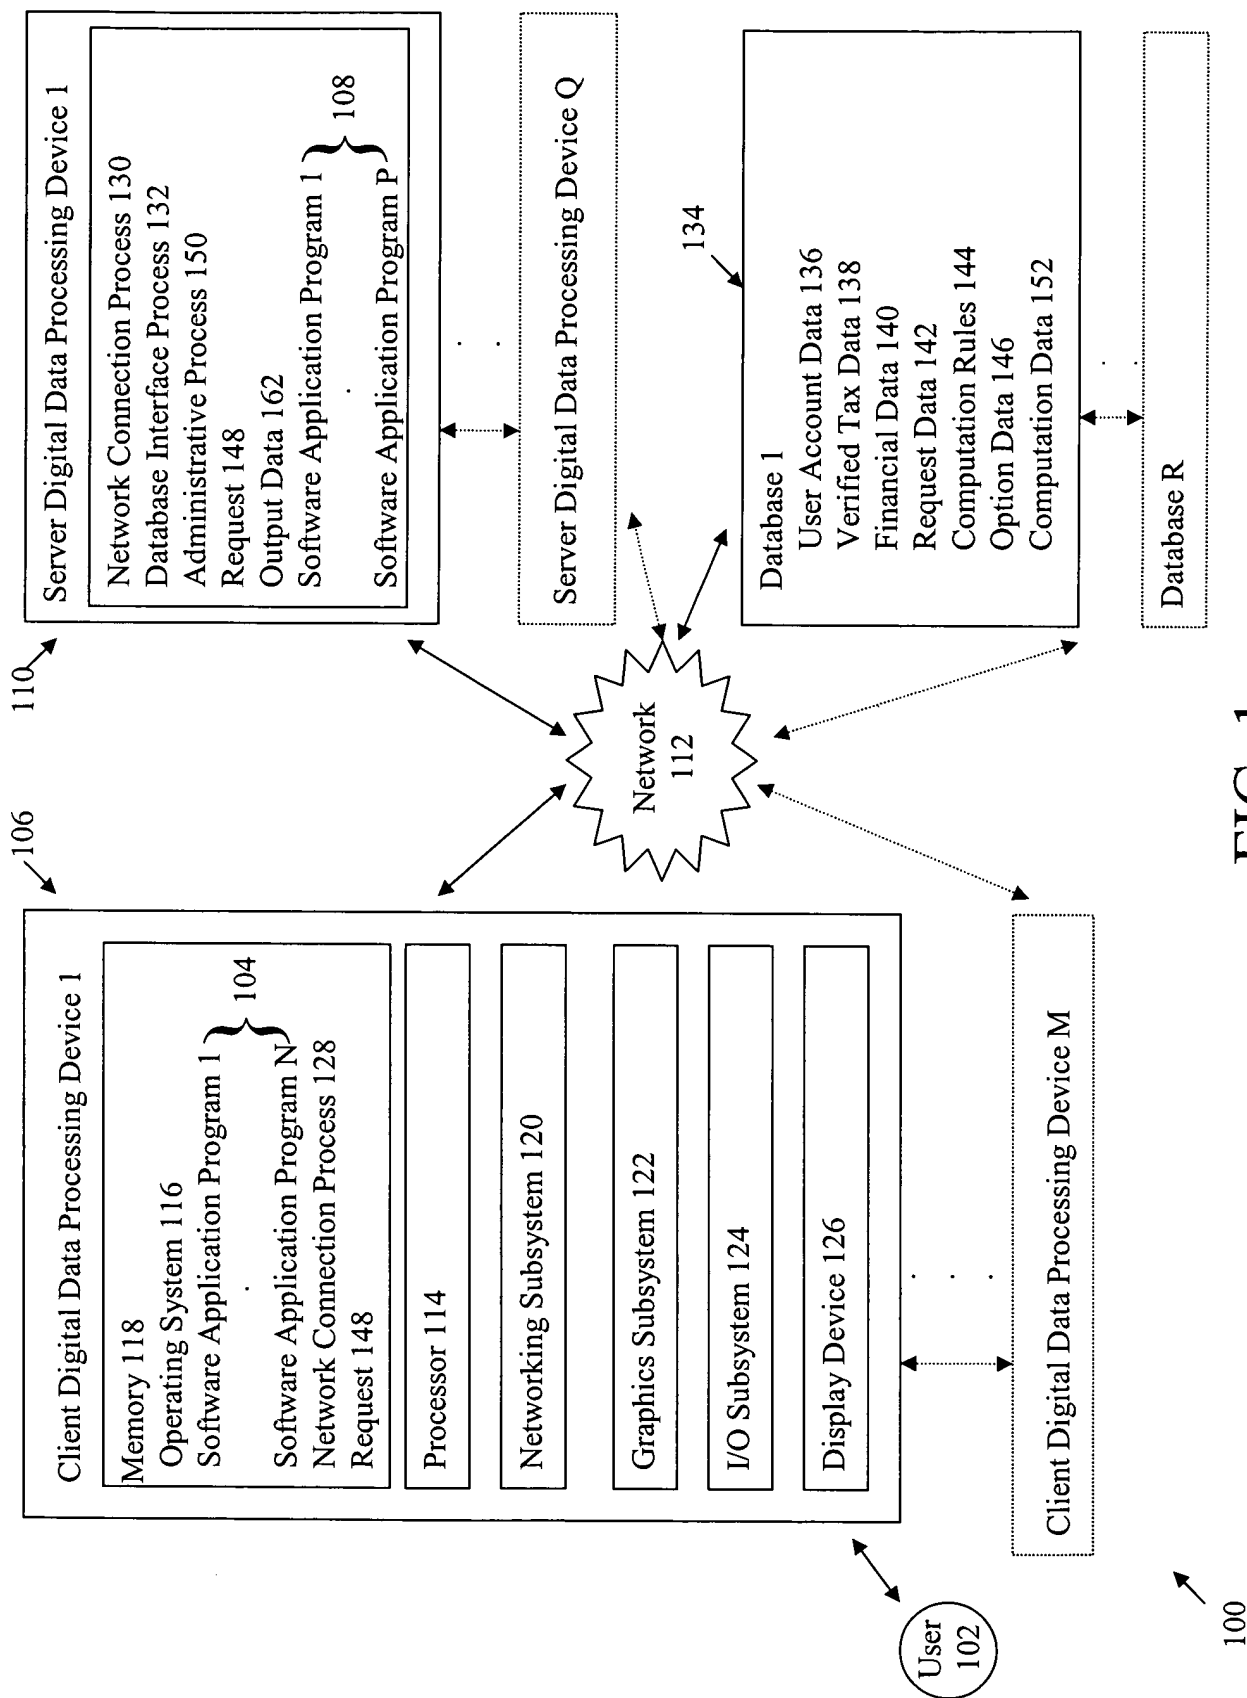 106
Client Digital Data Processing Device 1
Memory 118
Operating System 116
Software Application Program 1
.
Software Application Program N
} 104
Network Connection Process 128
Request 148
Processor 114
Networking Subsystem 120
Graphics Subsystem 122
I/O Subsystem 124
Display Device 126
. . .
Client Digital Data Processing Device M
User
102
100
Network
112
110
Server Digital Data Processing Device 1
Network Connection Process 130
Database Interface Process 132
Administrative Process 150
Request 148
Output Data 162
Software Application Program 1
.
Software Application Program P
} 108
. .
Server Digital Data Processing Device Q
134
Database 1
User Account Data 136
Verified Tax Data 138
Financial Data 140
Request Data 142
Computation Rules 144
Option Data 146
Computation Data 152
. .
Database R
FIG. 1